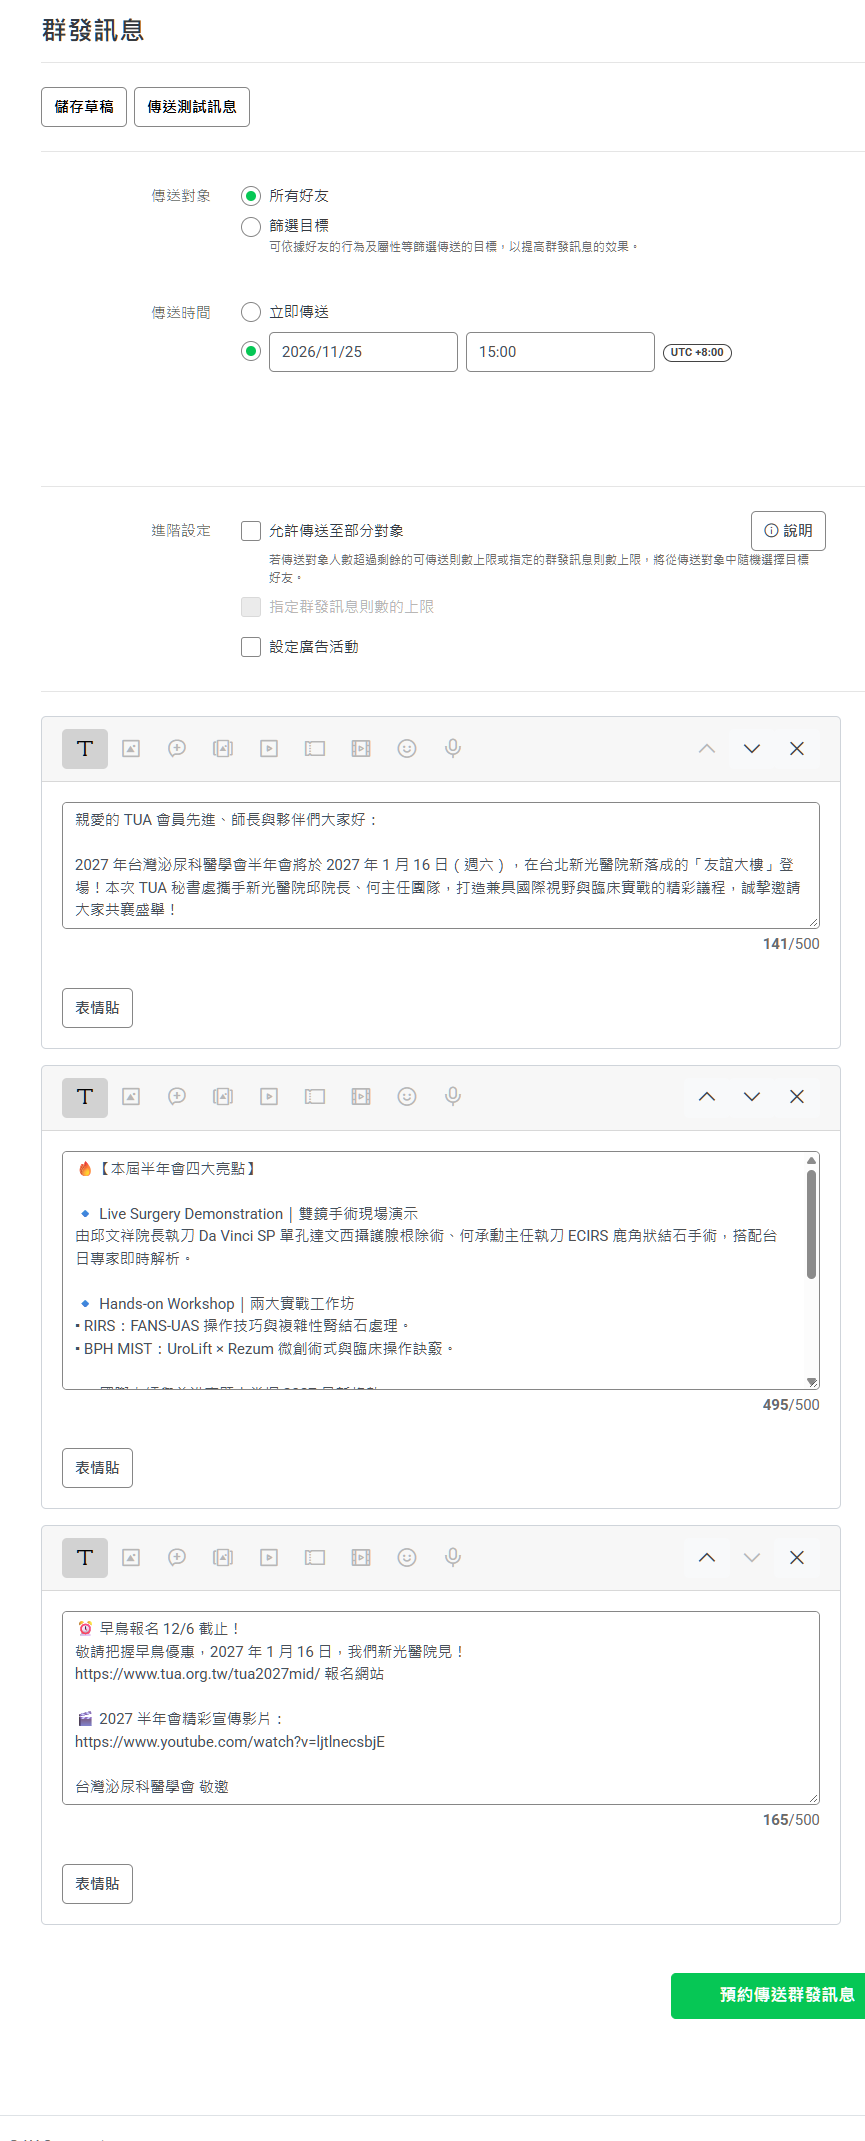 群發訊息
儲存草稿 傳送測試訊息
傳送對象 所有好友
篩選目標
可依據好友的行為及屬性等篩選傳送的目標，以提高群發訊息的效果。
傳送時間 立即傳送
2026/11/25 15:00 UTC +8:00
進階設定 允許傳送至部分對象 說明
若傳送對象人數超過剩餘的可傳送則數上限或指定的群發訊息則數上限，將從傳送對象中隨機選擇目標
好友。
指定群發訊息則數的上限
設定廣告活動
T
親愛的 TUA 會員先進、師長與夥伴們大家好：
2027 年台灣泌尿科醫學會半年會將於 2027 年 1 月 16 日（週六），在台北新光醫院新落成的「友誼大樓」登
場！本次 TUA 秘書處攜手新光醫院邱院長、何主任團隊，打造兼具國際視野與臨床實戰的精彩議程，誠摯邀請
大家共襄盛舉！
141/500
表情貼
T
🔥【本屆半年會四大亮點】
🔹 Live Surgery Demonstration｜雙鏡手術現場演示
由邱文祥院長執刀 Da Vinci SP 單孔達文西攝護腺根除術、何承勳主任執刀 ECIRS 鹿角狀結石手術，搭配台
日專家即時解析。
🔹 Hands-on Workshop｜兩大實戰工作坊
▪ RIRS：FANS-UAS 操作技巧與複雜性腎結石處理。
▪ BPH MIST：UroLift × Rezum 微創術式與臨床操作訣竅。
495/500
表情貼
T
⏰ 早鳥報名 12/6 截止！
敬請把握早鳥優惠，2027 年 1 月 16 日，我們新光醫院見！
https://www.tua.org.tw/tua2027mid/ 報名網站
🎬 2027 半年會精彩宣傳影片：
https://www.youtube.com/watch?v=ljtlnecsbjE
台灣泌尿科醫學會 敬邀
165/500
表情貼
預約傳送群發訊息